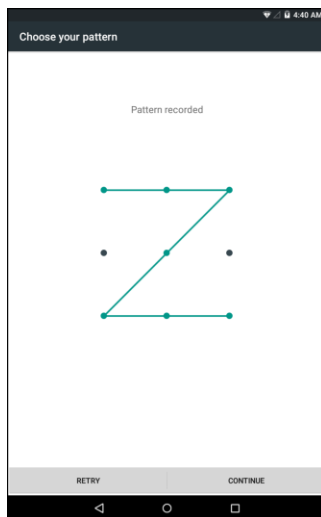 4:40 AM
Choose your pattern
Pattern recorded
RETRY
CONTINUE